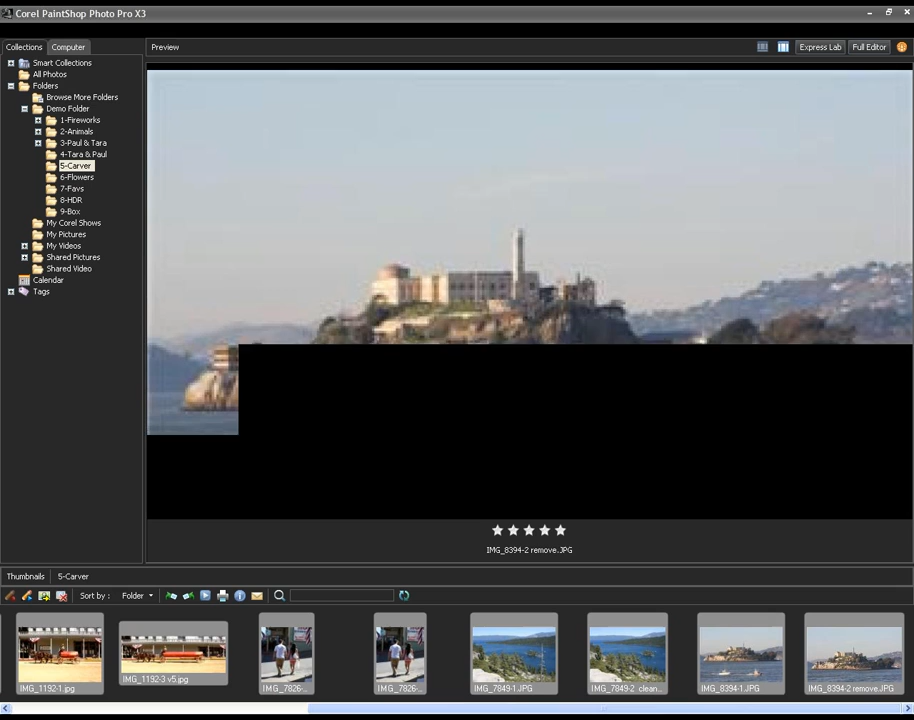 Corel PaintShop Photo Pro X3
Collections Computer
Preview
Express Lab Full Editor
Smart Collections
All Photos
Folders
Browse More Folders
Demo Folder
1-Fireworks
2-Animals
3-Paul & Tara
4-Tara & Paul
5-Carver
6-Flowers
7-Favs
8-HDR
9-Box
My Corel Shows
My Pictures
My Videos
Shared Pictures
Shared Video
Calendar
Tags
IMG_8394-2 remove.JPG
Thumbnails 5-Carver
Sort by : Folder
IMG_1192-1.jpg
IMG_1192-3 v5.jpg
IMG_7826-...
IMG_7826-...
IMG_7849-1.JPG
IMG_7849-2 clean...
IMG_8394-1.JPG
IMG_8394-2 remove.JPG